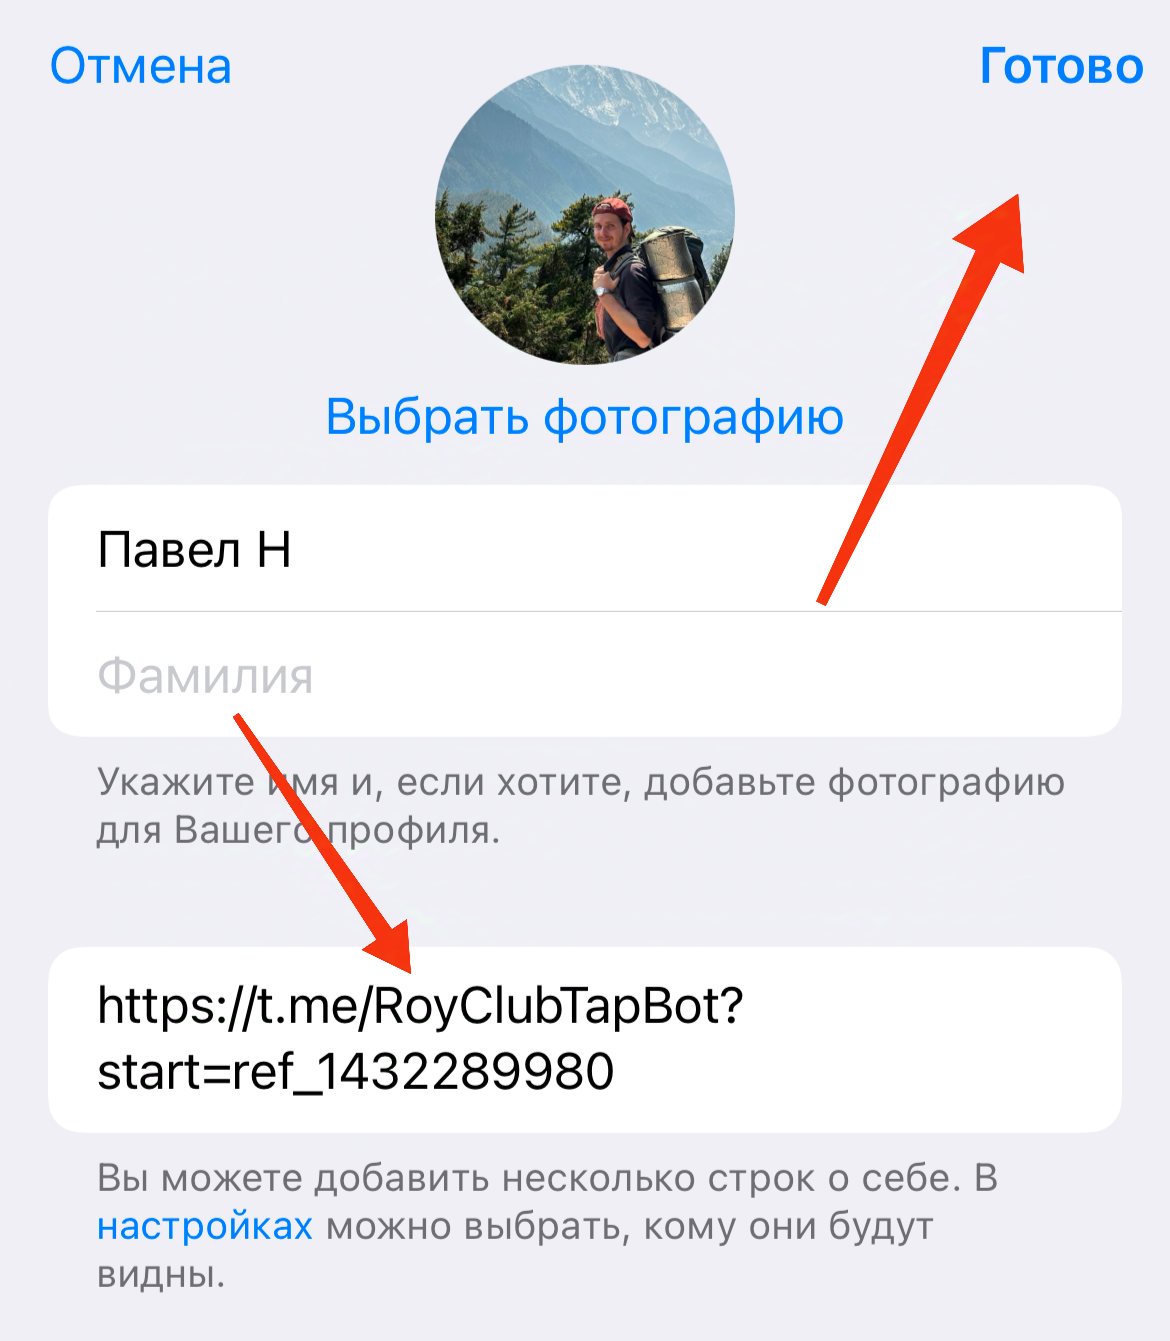 Отмена
Готово
Выбрать фотографию
Павел Н
Фамилия
Укажите имя и, если хотите, добавьте фотографию
для Вашего профиля.
https://t.me/RoyClubTapBot?
start=ref_1432289980
Вы можете добавить несколько строк о себе. В
настройках можно выбрать, кому они будут
видны.